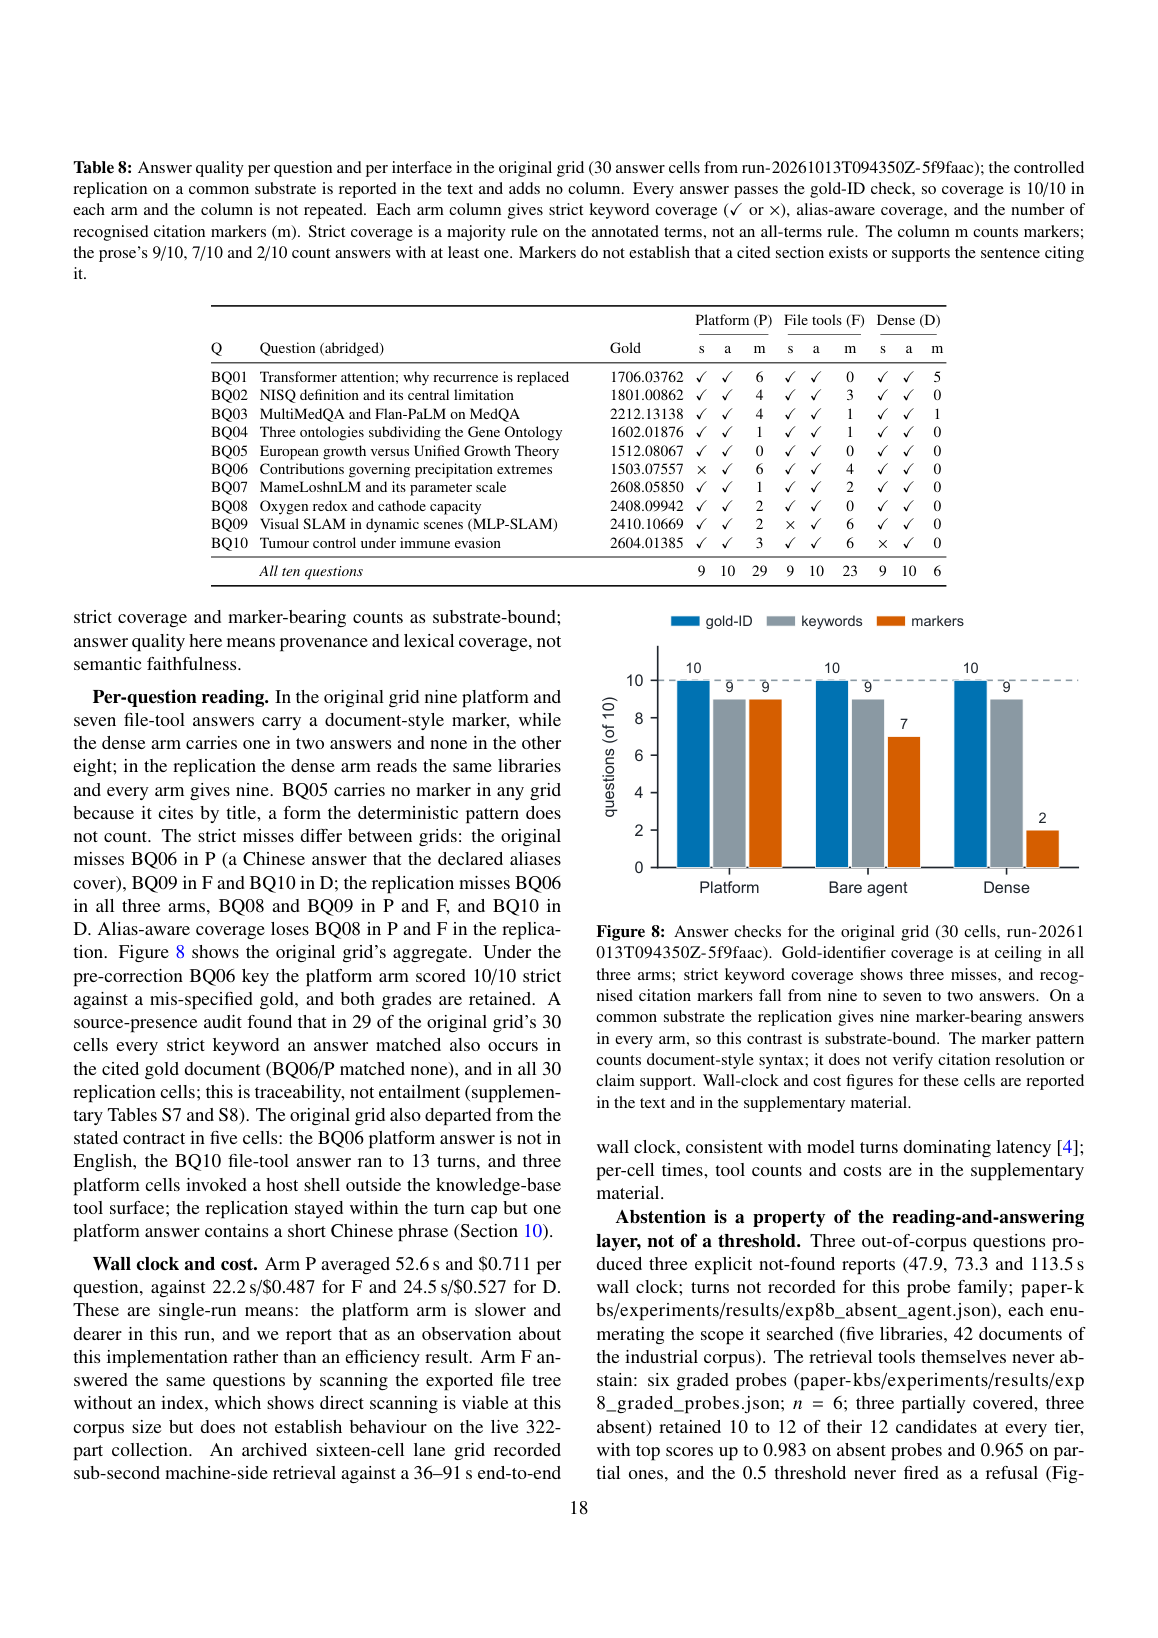 Table 8: Answer quality per question and per interface in the original grid (30 answer cells from run-20261013T094350Z-5f9faac); the controlled
replication on a common substrate is reported in the text and adds no column. Every answer passes the gold-ID check, so coverage is 10/10 in
each arm and the column is not repeated. Each arm column gives strict keyword coverage (✓ or ×), alias-aware coverage, and the number of
recognised citation markers (m). Strict coverage is a majority rule on the annotated terms, not an all-terms rule. The column m counts markers;
the prose's 9/10, 7/10 and 2/10 count answers with at least one. Markers do not establish that a cited section exists or supports the sentence citing
it.
Platform (P) File tools (F) Dense (D)
Q Question (abridged) Gold s a m s a m s a m
BQ01 Transformer attention; why recurrence is replaced 1706.03762 ✓ ✓ 6 ✓ ✓ 0 ✓ ✓ 5
BQ02 NISQ definition and its central limitation 1801.00862 ✓ ✓ 4 ✓ ✓ 3 ✓ ✓ 0
BQ03 MultiMedQA and Flan-PaLM on MedQA 2212.13138 ✓ ✓ 4 ✓ ✓ 1 ✓ ✓ 1
BQ04 Three ontologies subdividing the Gene Ontology 1602.01876 ✓ ✓ 1 ✓ ✓ 1 ✓ ✓ 0
BQ05 European growth versus Unified Growth Theory 1512.08067 ✓ ✓ 0 ✓ ✓ 0 ✓ ✓ 0
BQ06 Contributions governing precipitation extremes 1503.07557 × ✓ 6 ✓ ✓ 4 ✓ ✓ 0
BQ07 MameLoshnLM and its parameter scale 2608.05850 ✓ ✓ 1 ✓ ✓ 2 ✓ ✓ 0
BQ08 Oxygen redox and cathode capacity 2408.09942 ✓ ✓ 2 ✓ ✓ 0 ✓ ✓ 0
BQ09 Visual SLAM in dynamic scenes (MLP-SLAM) 2410.10669 ✓ ✓ 2 × ✓ 6 ✓ ✓ 0
BQ10 Tumour control under immune evasion 2604.01385 ✓ ✓ 3 ✓ ✓ 6 × ✓ 0
All ten questions 9 10 29 9 10 23 9 10 6
strict coverage and marker-bearing counts as substrate-bound;
answer quality here means provenance and lexical coverage, not
semantic faithfulness.
Per-question reading. In the original grid nine platform and
seven file-tool answers carry a document-style marker, while
the dense arm carries one in two answers and none in the other
eight; in the replication the dense arm reads the same libraries
and every arm gives nine. BQ05 carries no marker in any grid
because it cites by title, a form the deterministic pattern does
not count. The strict misses differ between grids: the original
misses BQ06 in P (a Chinese answer that the declared aliases
cover), BQ09 in F and BQ10 in D; the replication misses BQ06
in all three arms, BQ08 and BQ09 in P and F, and BQ10 in
D. Alias-aware coverage loses BQ08 in P and F in the replica-
tion. Figure 8 shows the original grid's aggregate. Under the
pre-correction BQ06 key the platform arm scored 10/10 strict
against a mis-specified gold, and both grades are retained. A
source-presence audit found that in 29 of the original grid's 30
cells every strict keyword an answer matched also occurs in
the cited gold document (BQ06/P matched none), and in all 30
replication cells; this is traceability, not entailment (supplemen-
tary Tables S7 and S8). The original grid also departed from the
stated contract in five cells: the BQ06 platform answer is not in
English, the BQ10 file-tool answer ran to 13 turns, and three
platform cells invoked a host shell outside the knowledge-base
tool surface; the replication stayed within the turn cap but one
platform answer contains a short Chinese phrase (Section 10).
Wall clock and cost. Arm P averaged 52.6 s and $0.711 per
question, against 22.2 s/$0.487 for F and 24.5 s/$0.527 for D.
These are single-run means: the platform arm is slower and
dearer in this run, and we report that as an observation about
this implementation rather than an efficiency result. Arm F an-
swered the same questions by scanning the exported file tree
without an index, which shows direct scanning is viable at this
corpus size but does not establish behaviour on the live 322-
part collection. An archived sixteen-cell lane grid recorded
sub-second machine-side retrieval against a 36–91 s end-to-end
gold-ID keywords markers
questions (of 10)
10
8
6
4
2
0
10 9 9
10 9 7
10 9 2
Platform Bare agent Dense
Figure 8: Answer checks for the original grid (30 cells, run-20261
013T094350Z-5f9faac). Gold-identifier coverage is at ceiling in all
three arms; strict keyword coverage shows three misses, and recog-
nised citation markers fall from nine to seven to two answers. On a
common substrate the replication gives nine marker-bearing answers
in every arm, so this contrast is substrate-bound. The marker pattern
counts document-style syntax; it does not verify citation resolution or
claim support. Wall-clock and cost figures for these cells are reported
in the text and in the supplementary material.
wall clock, consistent with model turns dominating latency [4];
per-cell times, tool counts and costs are in the supplementary
material.
Abstention is a property of the reading-and-answering
layer, not of a threshold. Three out-of-corpus questions pro-
duced three explicit not-found reports (47.9, 73.3 and 113.5 s
wall clock; turns not recorded for this probe family; paper-k
bs/experiments/results/exp8b_absent_agent.json), each enu-
merating the scope it searched (five libraries, 42 documents of
the industrial corpus). The retrieval tools themselves never ab-
stain: six graded probes (paper-kbs/experiments/results/exp
8_graded_probes.json; n = 6; three partially covered, three
absent) retained 10 to 12 of their 12 candidates at every tier,
with top scores up to 0.983 on absent probes and 0.965 on par-
tial ones, and the 0.5 threshold never fired as a refusal (Fig-
18